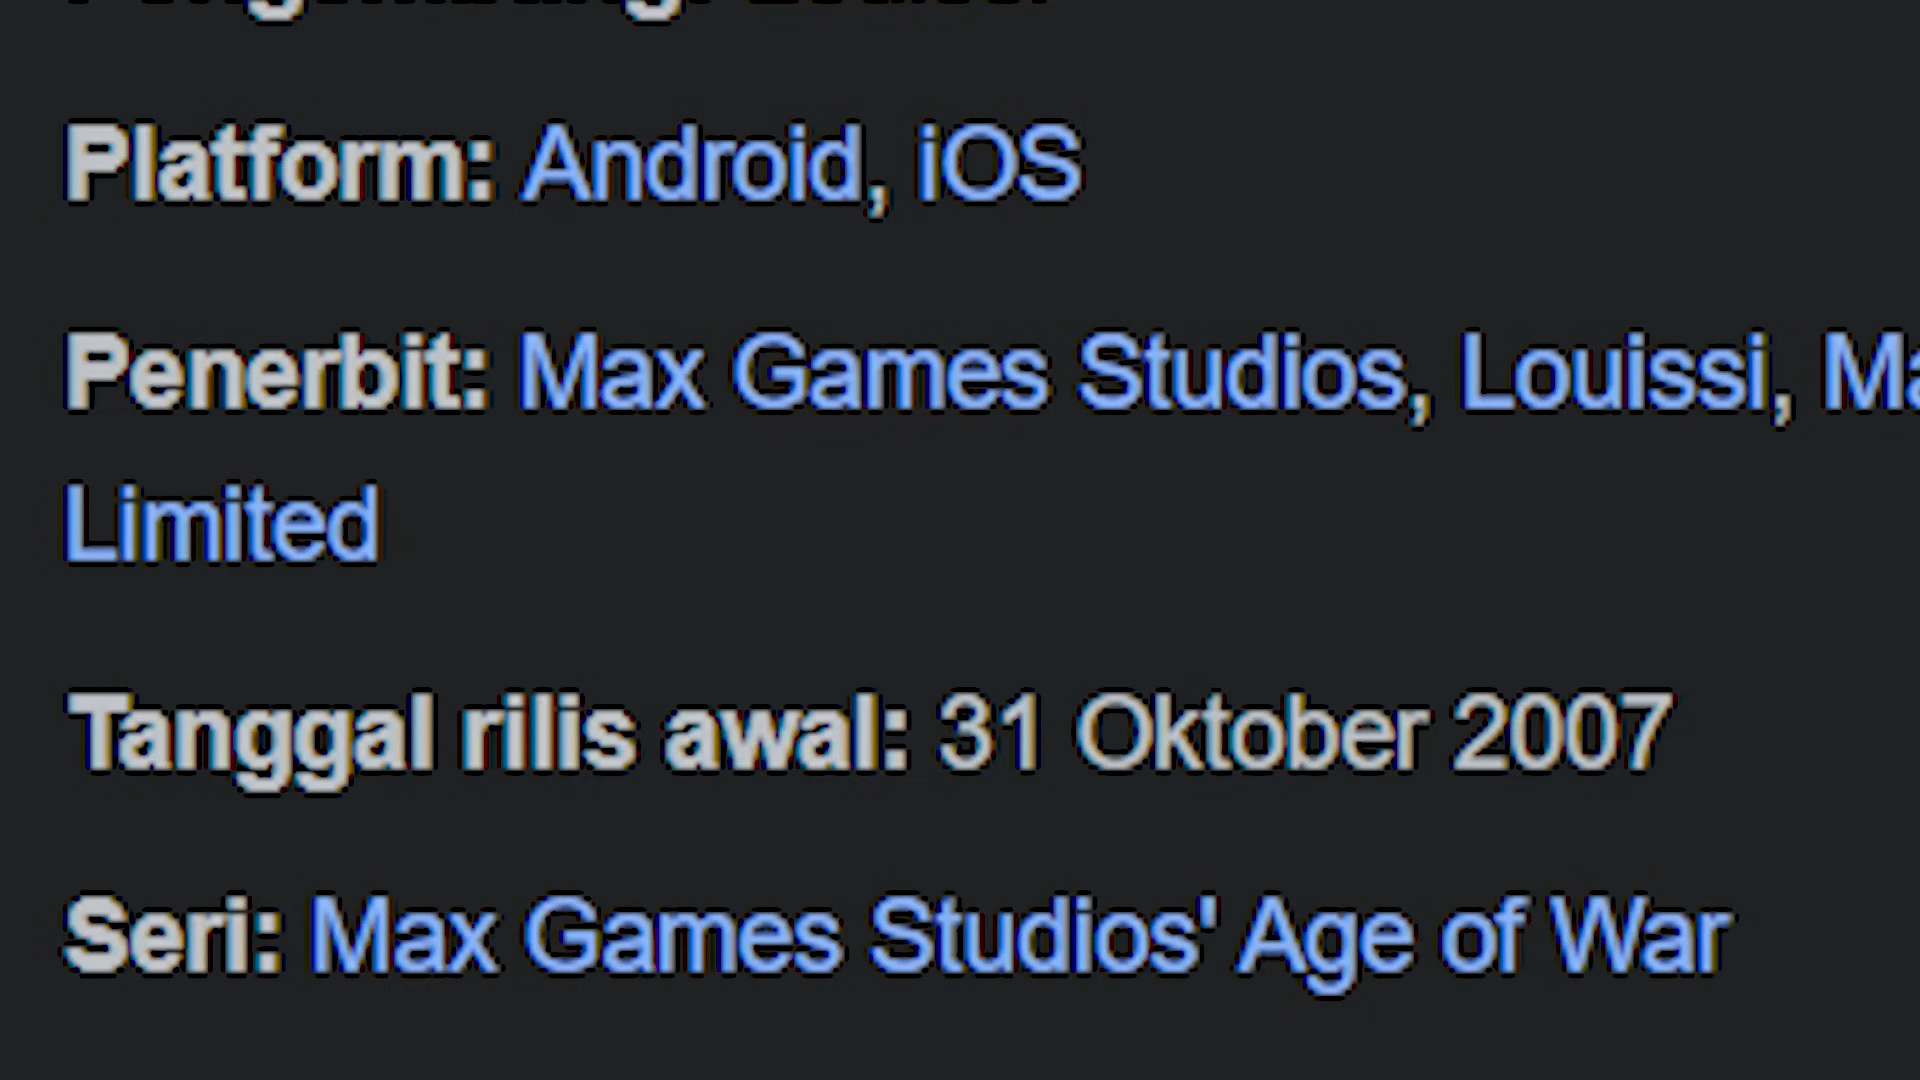 Platform: Android, iOS
Penerbit: Max Games Studios, Louissi,
Limited
Tanggal rilis awal: 31 Oktober 2007
Seri: Max Games Studios' Age of War